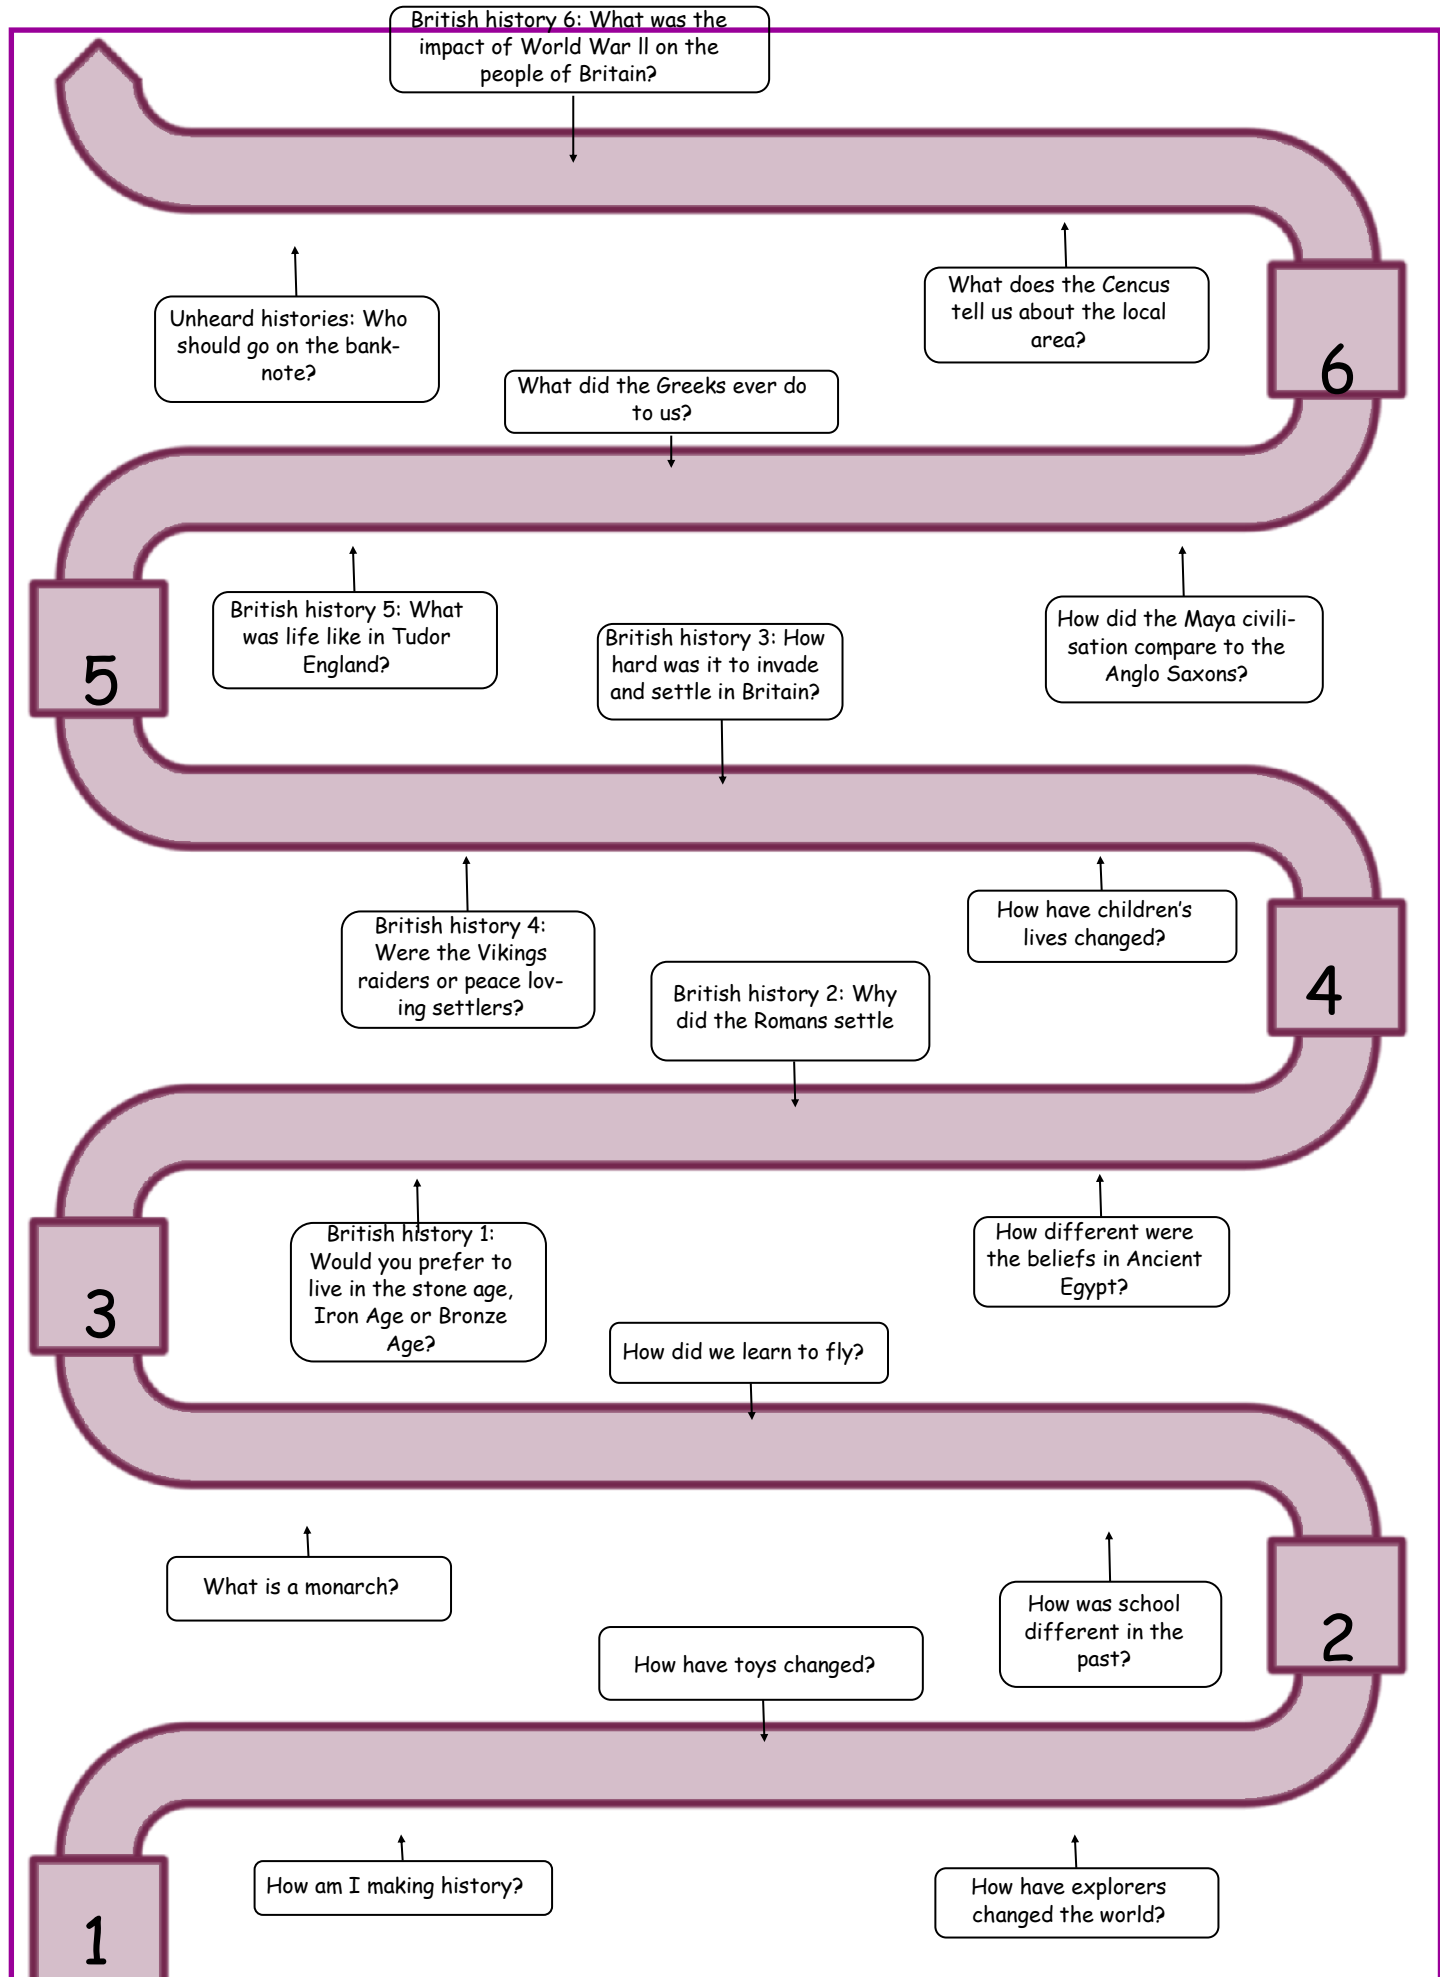 British history 6: What was the
impact of World War ll on the
people of Britain?
What does the Cencus
tell us about the local
area?
Unheard histories: Who
should go on the bank-
note?
6
What did the Greeks ever do
to us?
British history 5: What
was life like in Tudor
England?
How did the Maya civili-
sation compare to the
Anglo Saxons?
5
British history 3: How
hard was it to invade
and settle in Britain?
How have children's
lives changed?
British history 4:
Were the Vikings
raiders or peace lov-
ing settlers?
4
British history 2: Why
did the Romans settle
British history 1:
Would you prefer to
live in the stone age,
Iron Age or Bronze
Age?
How different were
the beliefs in Ancient
Egypt?
3
How did we learn to fly?
What is a monarch?
How was school
different in the
past?
2
How have toys changed?
How am I making history?
How have explorers
changed the world?
1